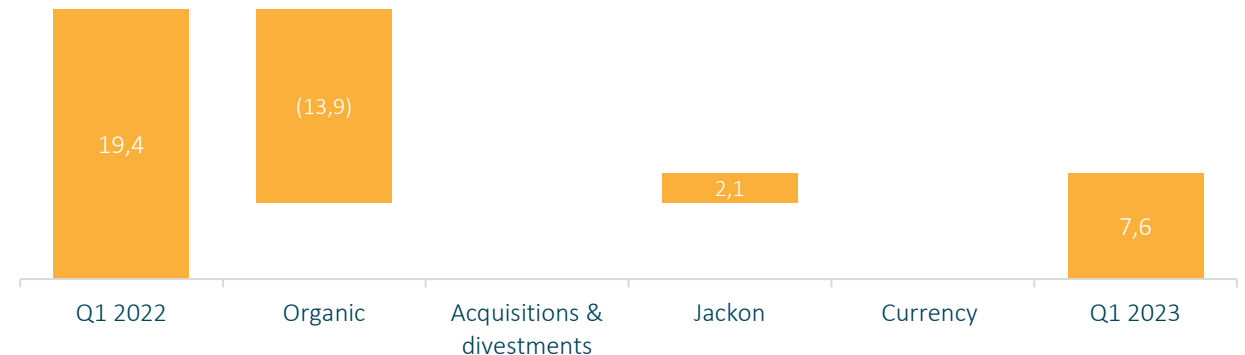 19,4
(13,9)
2,1
7,6
Q1 2022
Organic
Acquisitions &
divestments
Jackon
Currency
Q1 2023